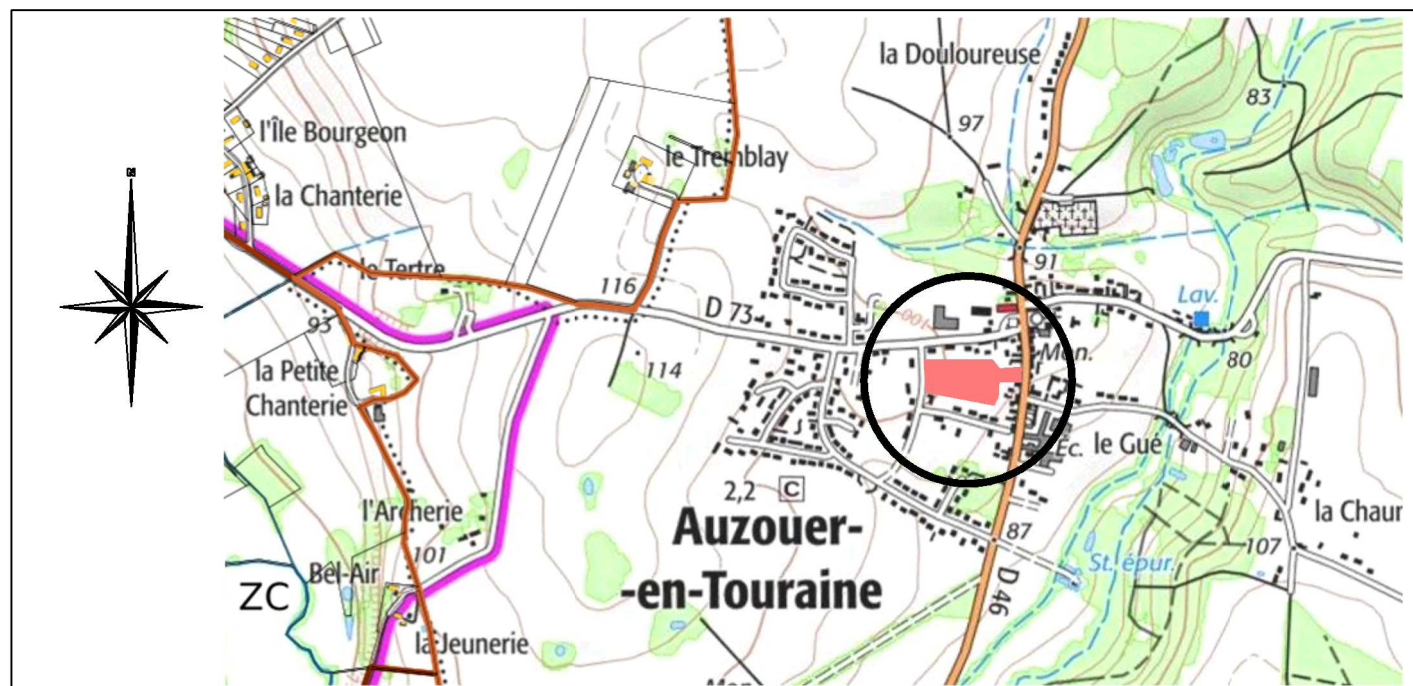 la Douloureuse
83
97
l'Île Bourgeon
le Tremblay
la Chanterie
91
le Tertre
116
D 73
100
Lav.
93
Mon.
80
la Petite
Chanterie
114
Éc.
le Gué
2,2
C
l'Archerie
Auzouer-
-en-Touraine
87
la Chaur
107
101
St. épur.
Bel-Air
ZC
D 46
la Jeunerie